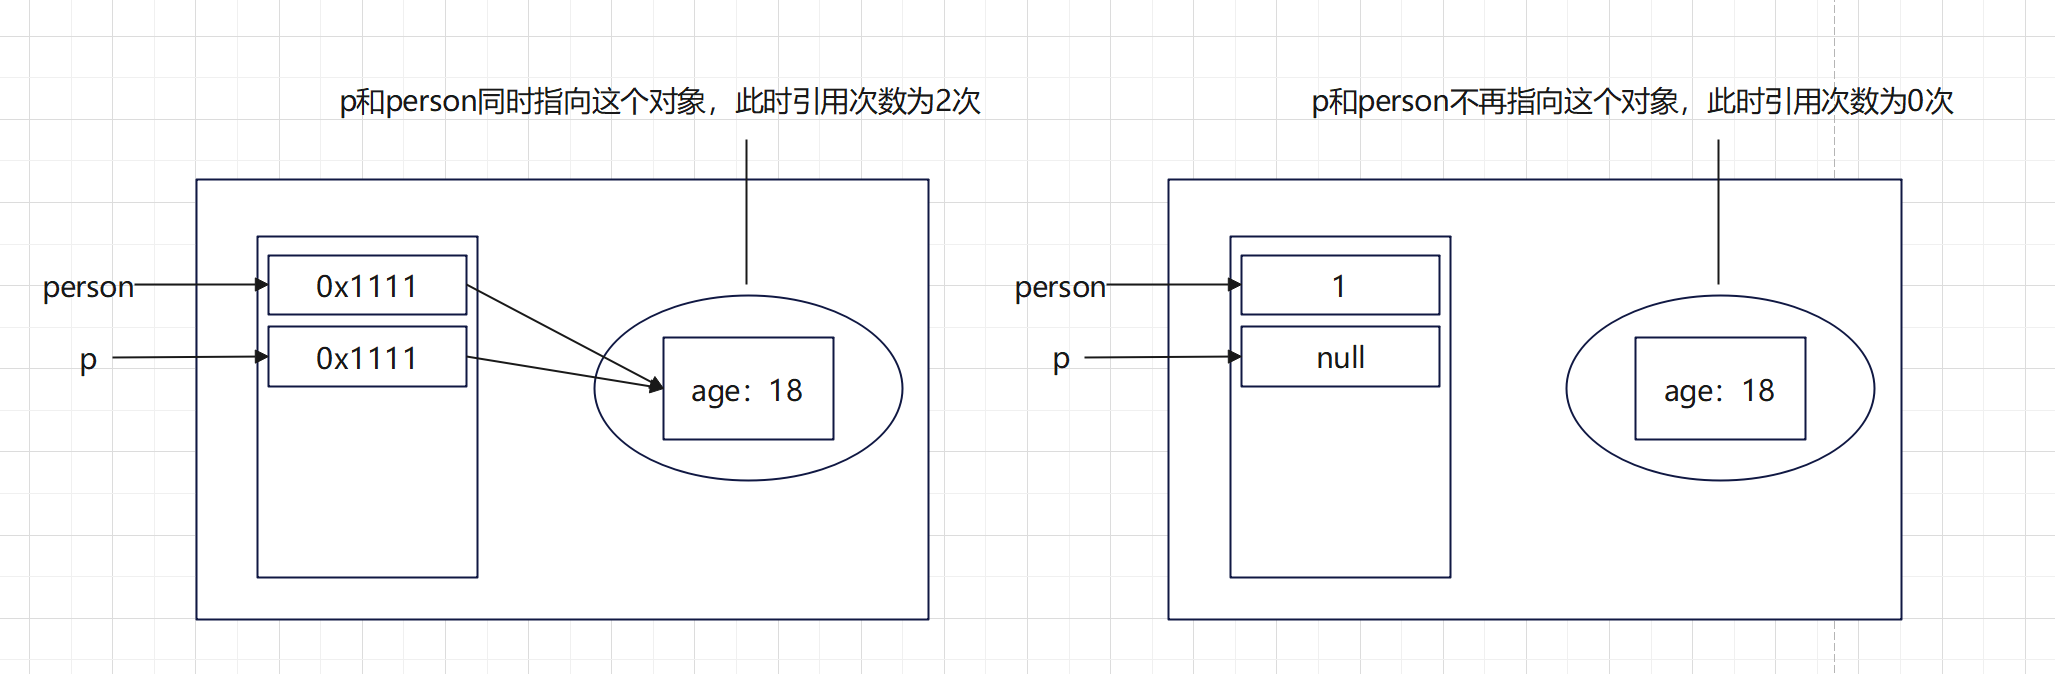 p和person同时指向这个对象，此时引用次数为2次
person
0x1111
p
0x1111
age：18
p和person不再指向这个对象，此时引用次数为0次
person
1
p
null
age：18